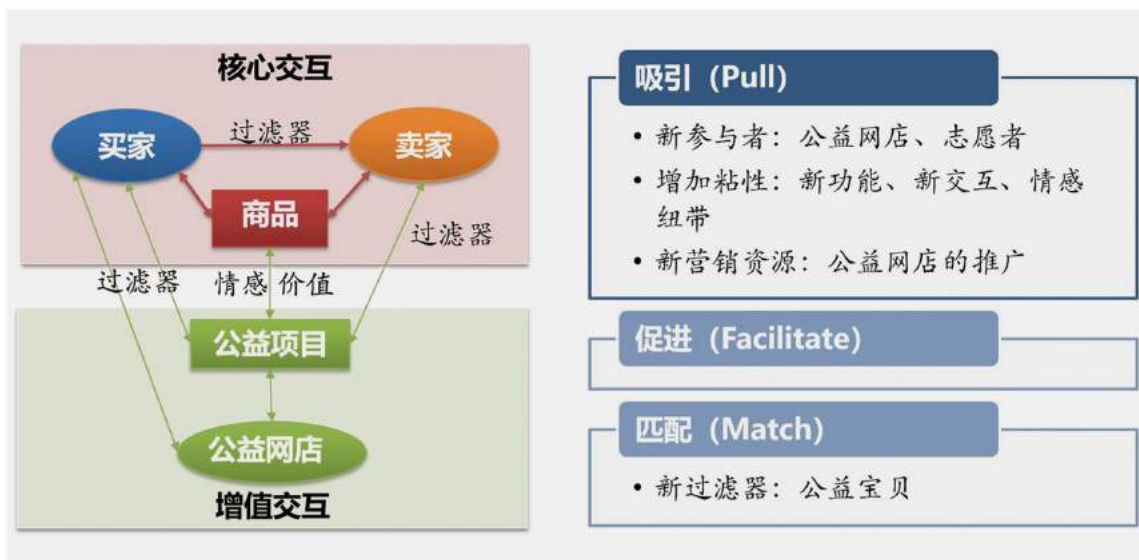 核心交互
买家
过滤器
卖家
商品
过滤器
过滤器
情感 价值
公益项目
公益网店
增值交互
吸引（Pull）
• 新参与者：公益网店、志愿者
• 增加粘性：新功能、新交互、情感
纽带
• 新营销资源：公益网店的推广
促进（Facilitate）
匹配（Match）
• 新过滤器：公益宝贝